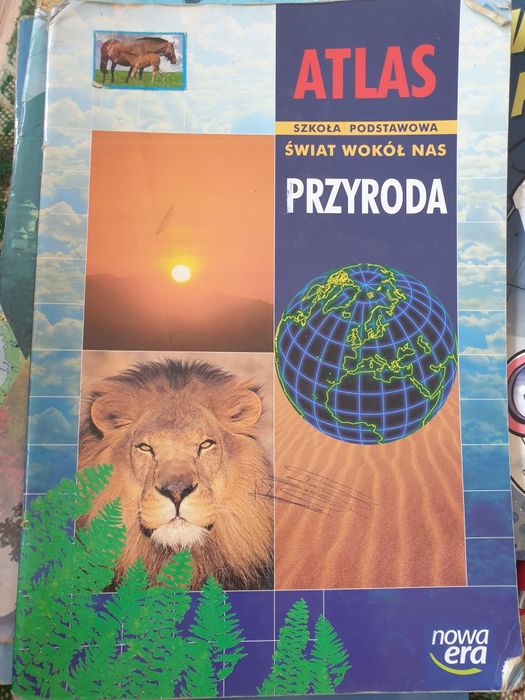 ATLAS
SZKOŁA PODSTAWOWA
ŚWIAT WOKÓŁ NAS
PRZYRODA
nowa
era